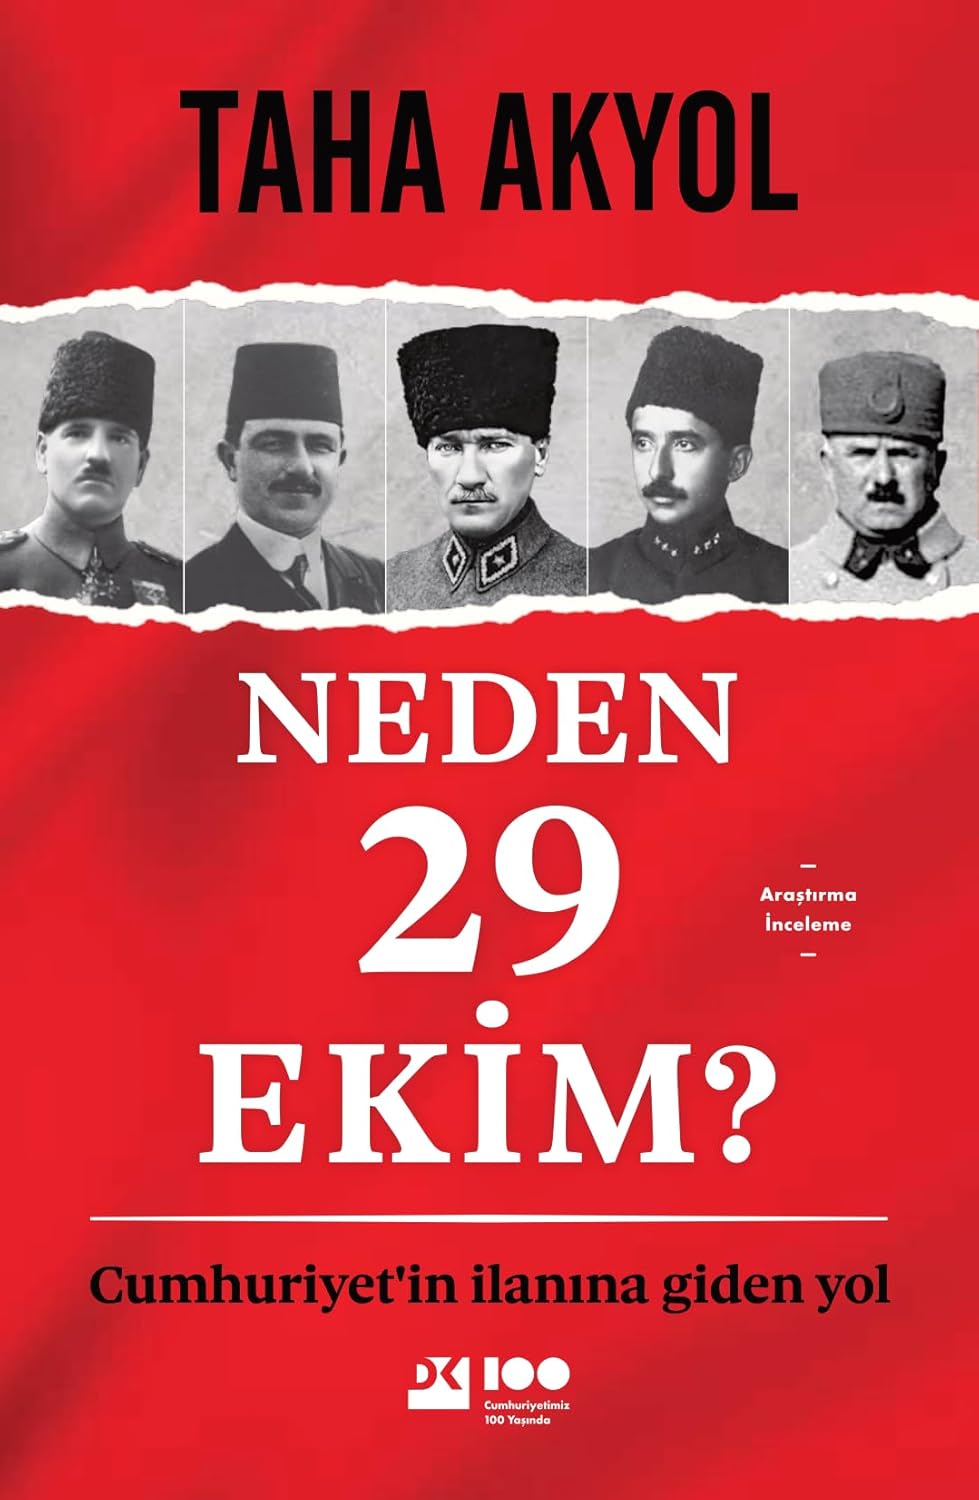 TAHA AKYOL
NEDEN
29
EKİM?
Araştırma
İnceleme
Cumhuriyet'in ilanına giden yol
DK 100
Cumhuriyetimiz
100 Yaşında